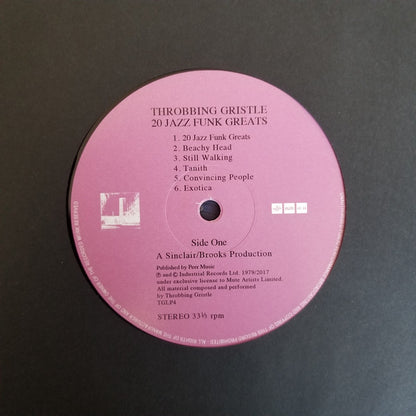 THROBBING GRISTLE
20 JAZZ FUNK GREATS
1. 20 Jazz Funk Greats
2. Beachy Head
3. Still Walking
4. Tanith
5. Convincing People
6. Exotica
Side One
A Sinclair/Brooks Production
Published by Peer Music
℗ and © Industrial Records Ltd. 1979/2017
under exclusive license to Mute Artists Limited.
All material composed and performed
by Throbbing Gristle
TGLP4
STEREO 33⅓ rpm